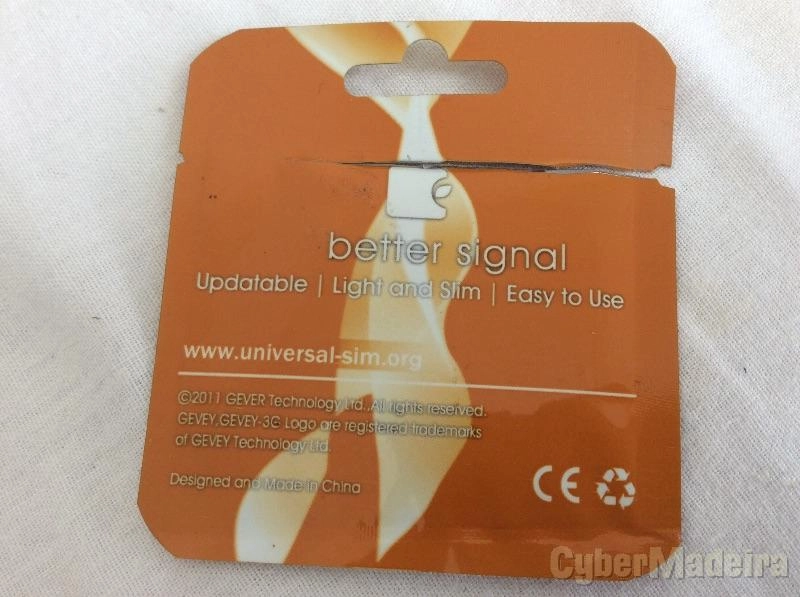 better signal
Updatable | Light and Slim | Easy to Use
www.universal-sim.org
©2011 GEVER Technology Ltd.,All rights reserved.
GEVEY,GEVEY-3G Logo are registered trademarks
of GEVEY Technology Ltd.
Designed and Made in China
CE
CyberMadeira